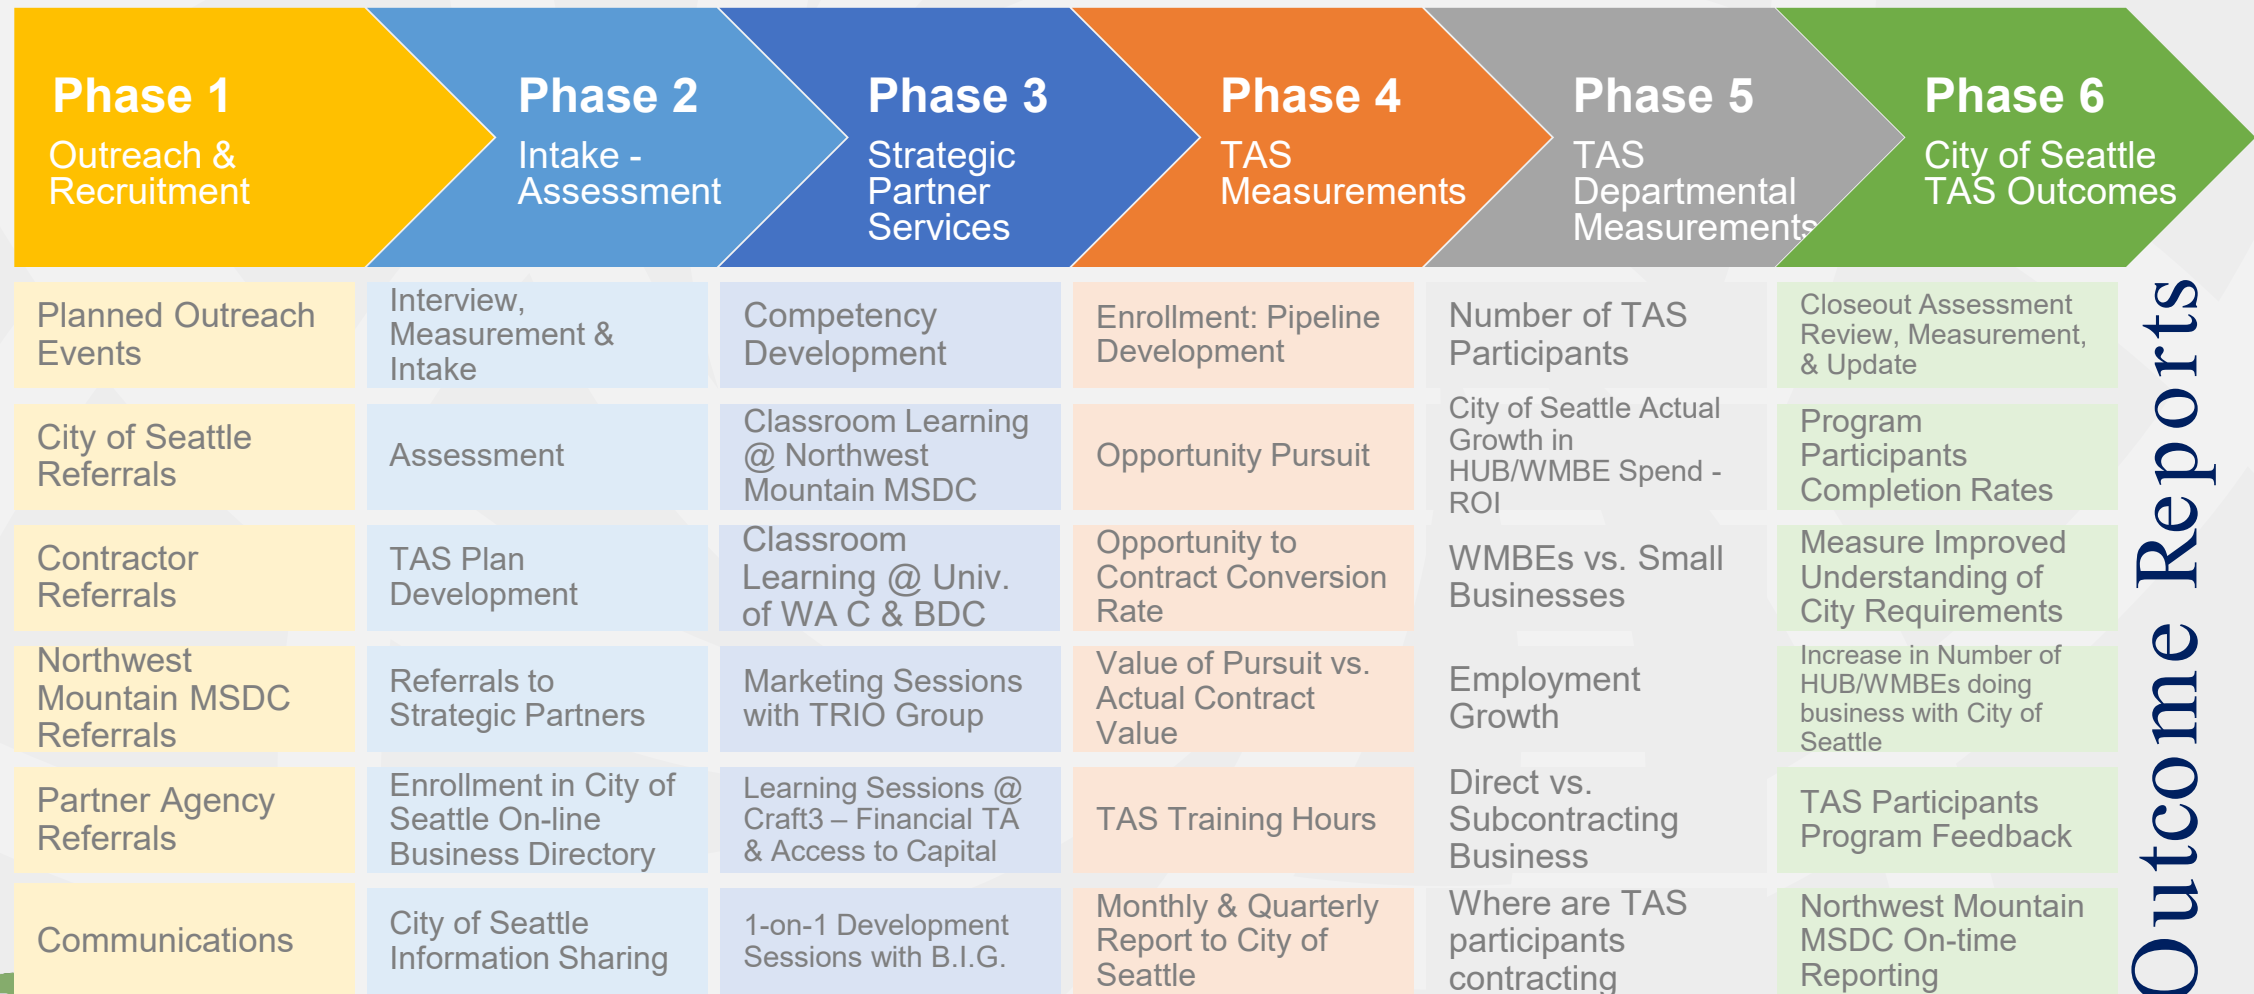 Phase 1
Outreach &
Recruitment
Phase 2
Intake -
Assessment
Phase 3
Strategic
Partner
Services
Phase 4
TAS
Measurements
Phase 5
TAS
Departmental
Measurements
Phase 6
City of Seattle
TAS Outcomes
Planned Outreach
Events
City of Seattle
Referrals
Contractor
Referrals
Northwest
Mountain MSDC
Referrals
Partner Agency
Referrals
Communications
Interview,
Measurement &
Intake
Assessment
TAS Plan
Development
Referrals to
Strategic Partners
Enrollment in City of
Seattle On-line
Business Directory
City of Seattle
Information Sharing
Competency
Development
Classroom Learning
@ Northwest
Mountain MSDC
Classroom
Learning @ Univ.
of WA C & BDC
Marketing Sessions
with TRIO Group
Learning Sessions @
Craft3 – Financial TA
& Access to Capital
1-on-1 Development
Sessions with B.I.G.
Enrollment: Pipeline
Development
Opportunity Pursuit
Opportunity to
Contract Conversion
Rate
Value of Pursuit vs.
Actual Contract
Value
TAS Training Hours
Monthly & Quarterly
Report to City of
Seattle
Number of TAS
Participants
City of Seattle Actual
Growth in
HUB/WMBE Spend -
ROI
WMBEs vs. Small
Businesses
Employment
Growth
Direct vs.
Subcontracting
Business
Where are TAS
participants
contracting
Closeout Assessment
Review, Measurement,
& Update
Program
Participants
Completion Rates
Measure Improved
Understanding of
City Requirements
Increase in Number of
HUB/WMBEs doing
business with City of
Seattle
TAS Participants
Program Feedback
Northwest Mountain
MSDC On-time
Reporting
Outcome Reports